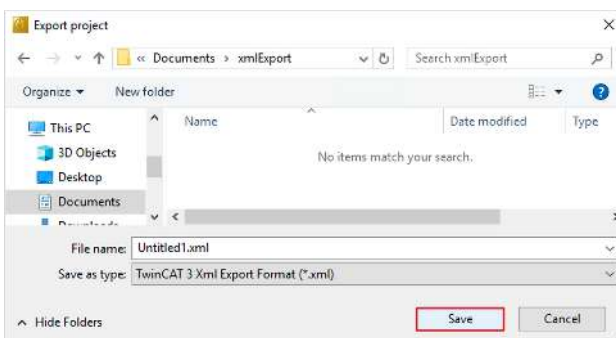 Export project
« Documents › xmlExport
Search xmlExport
Organize
New folder
Name
Date modified
Type
This PC
3D Objects
Desktop
Documents
No items match your search.
File name: Untitled1.xml
Save as type: TwinCAT 3 Xml Export Format (*.xml)
Hide Folders
Save
Cancel